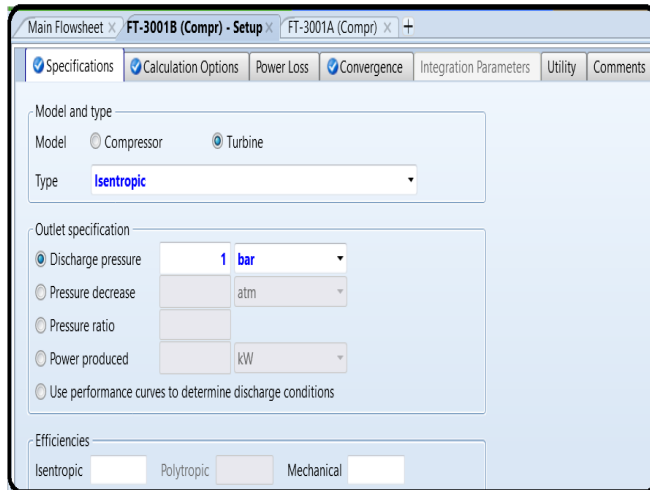 Main Flowsheet × FT-3001B (Compr) - Setup × FT-3001A (Compr) × +
Specifications Calculation Options Power Loss Convergence Integration Parameters Utility Comments
Model and type
Model Compressor Turbine
Type Isentropic
Outlet specification
Discharge pressure 1 bar
Pressure decrease atm
Pressure ratio
Power produced kW
Use performance curves to determine discharge conditions
Efficiencies
Isentropic Polytropic Mechanical